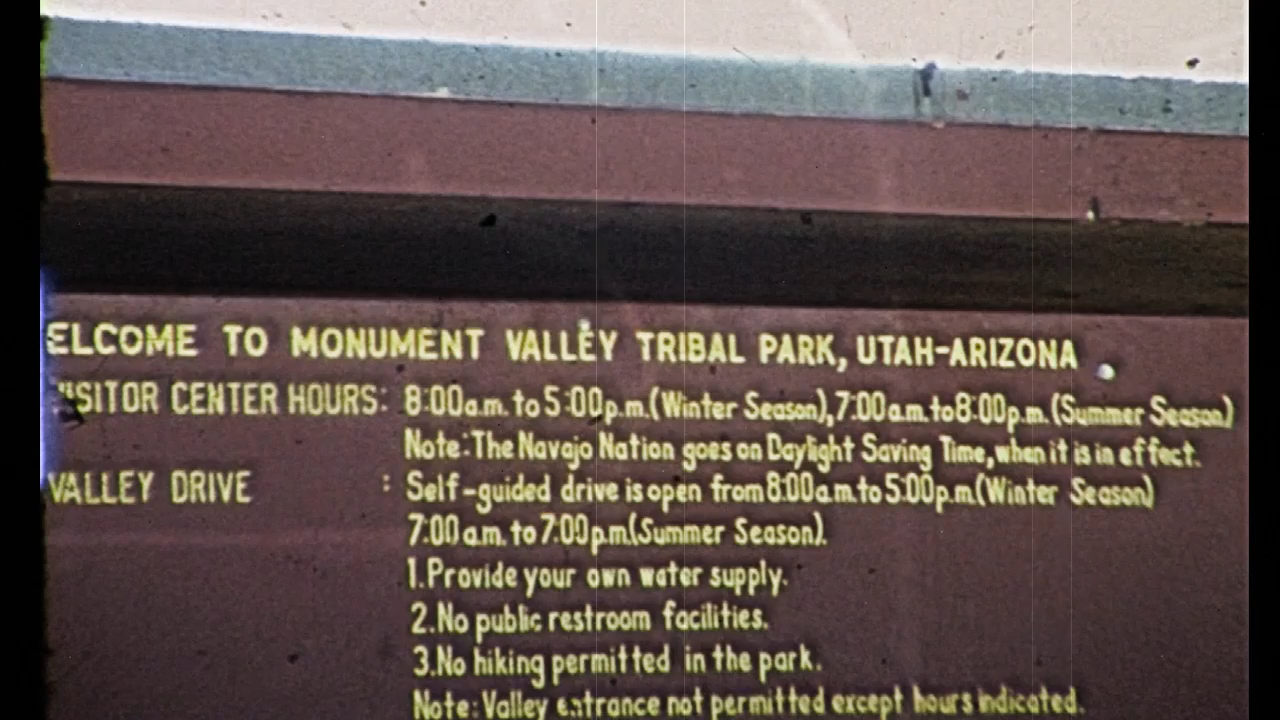 ELCOME TO MONUMENT VALLEY TRIBAL PARK, UTAH-ARIZONA
VISITOR CENTER HOURS: 8:00a.m. to 5:00p.m.(Winter Season), 7:00a.m. to 8:00p.m. (Summer Season)
Note: The Navajo Nation goes on Daylight Saving Time, when it is in effect.
VALLEY DRIVE : Self-guided drive is open from 8:00a.m. to 5:00p.m.(Winter Season)
7:00a.m. to 7:00p.m.(Summer Season).
1. Provide your own water supply.
2. No public restroom facilities.
3. No hiking permitted in the park.
Note: Valley entrance not permitted except hours indicated.